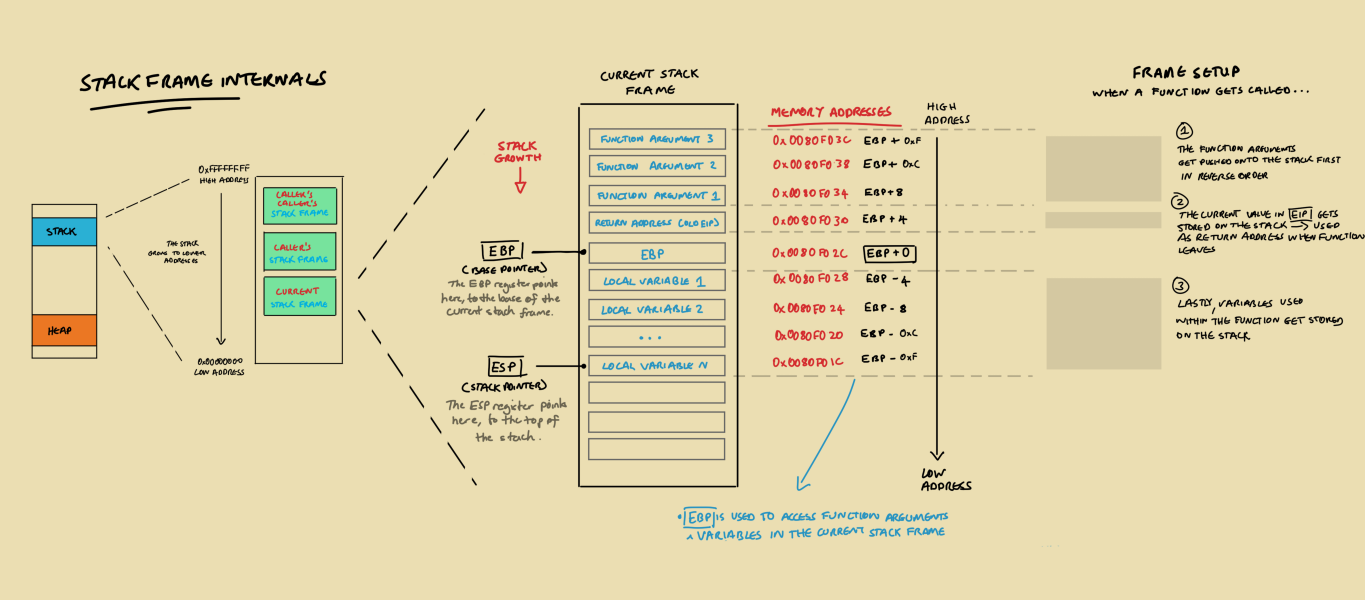 STACK FRAME INTERNALS
0xFFFFFFFF
HIGH ADDRESS
THE STACK
GROWS TO LOWER
ADDRESSES
0x00000000
LOW ADDRESS
STACK
HEAP
CALLER'S
CALLER'S
STACK FRAME
CALLER'S
STACK FRAME
CURRENT
STACK FRAME
STACK
GROWTH
EBP
(BASE POINTER)
The EBP register points
here, to the base of the
current stack frame.
ESP
(STACK POINTER)
The ESP register points
here, to the top of
the stack.
CURRENT STACK
FRAME
FUNCTION ARGUMENT 3
FUNCTION ARGUMENT 2
FUNCTION ARGUMENT 1
RETURN ADDRESS (OLD EIP)
EBP
LOCAL VARIABLE 1
LOCAL VARIABLE 2
...
LOCAL VARIABLE N
MEMORY ADDRESSES
0x0080F03C EBP + 0xF
0x0080F038 EBP + 0xC
0x0080F034 EBP + 8
0x0080F030 EBP + 4
0x0080F02C EBP + 0
0x0080F028 EBP - 4
0x0080F024 EBP - 8
0x0080F020 EBP - 0xC
0x0080F01C EBP - 0xF
HIGH
ADDRESS
LOW
ADDRESS
• EBP IS USED TO ACCESS FUNCTION ARGUMENTS
VARIABLES IN THE CURRENT STACK FRAME
FRAME SETUP
WHEN A FUNCTION GETS CALLED...
1
THE FUNCTION ARGUMENTS
GET PUSHED ONTO THE STACK FIRST
IN REVERSE ORDER
2
THE CURRENT VALUE IN EIP GETS
STORED ON THE STACK → USED
AS RETURN ADDRESS WHEN FUNCTION
LEAVES
3
LASTLY, VARIABLES USED
WITHIN THE FUNCTION GET STORED
ON THE STACK